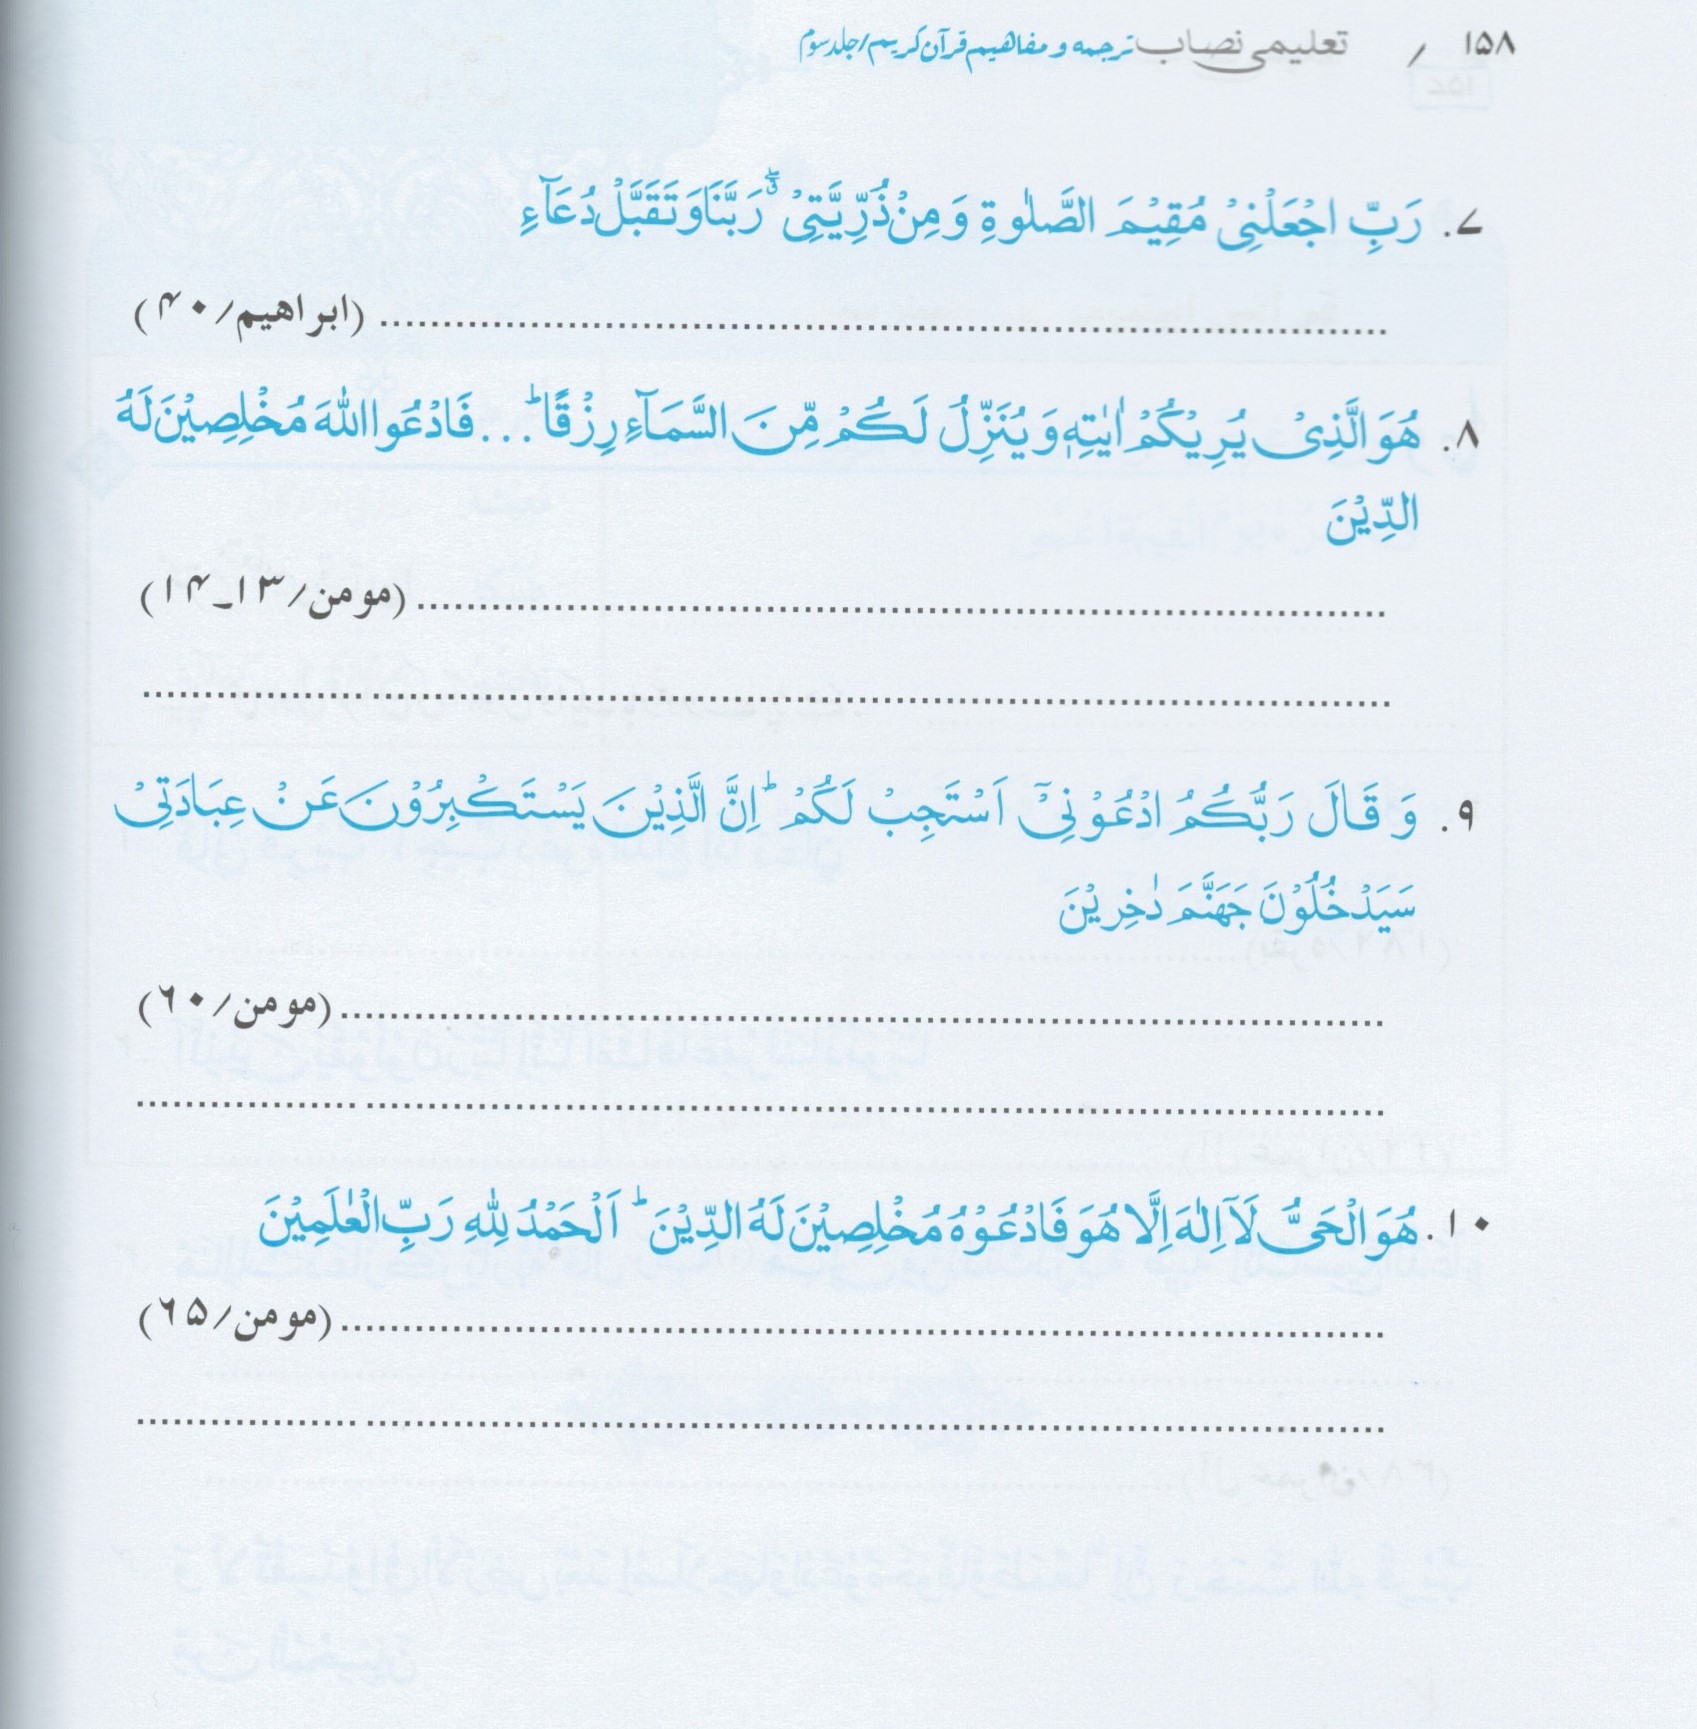 ۱۵۸ / تعلیمی نصاب ترجمہ و مفاہیم قرآن کریم/جلد سوم
۷. رَبِّ اجْعَلْنِیْ مُقِیْمَ الصَّلٰوةِ وَ مِنْ ذُرِّیَّتِیْ ۖۗ رَبَّنَا وَ تَقَبَّلْ دُعَآءِ
........................................ (ابراهیم/۴۰)
۸. هُوَ الَّذِیْ یُرِیْكُمْ اٰیٰتِهٖ وَ یُنَزِّلُ لَكُمْ مِّنَ السَّمَآءِ رِزْقًا ؕ ... فَادْعُوا اللّٰهَ مُخْلِصِیْنَ لَهُ
الدِّیْنَ
........................................ (مومن/۱۳۔۱۴)
........................................
۹. وَ قَالَ رَبُّكُمُ ادْعُوْنِیْۤ اَسْتَجِبْ لَكُمْ ؕ اِنَّ الَّذِیْنَ یَسْتَكْبِرُوْنَ عَنْ عِبَادَتِیْ
سَیَدْخُلُوْنَ جَهَنَّمَ دٰخِرِیْنَ
........................................ (مومن/۶۰)
........................................
۱۰. هُوَ الْحَیُّ لَاۤ اِلٰهَ اِلَّا هُوَ فَادْعُوْهُ مُخْلِصِیْنَ لَهُ الدِّیْنَ ؕ اَلْحَمْدُ لِلّٰهِ رَبِّ الْعٰلَمِیْنَ
........................................ (مومن/۶۵)
........................................